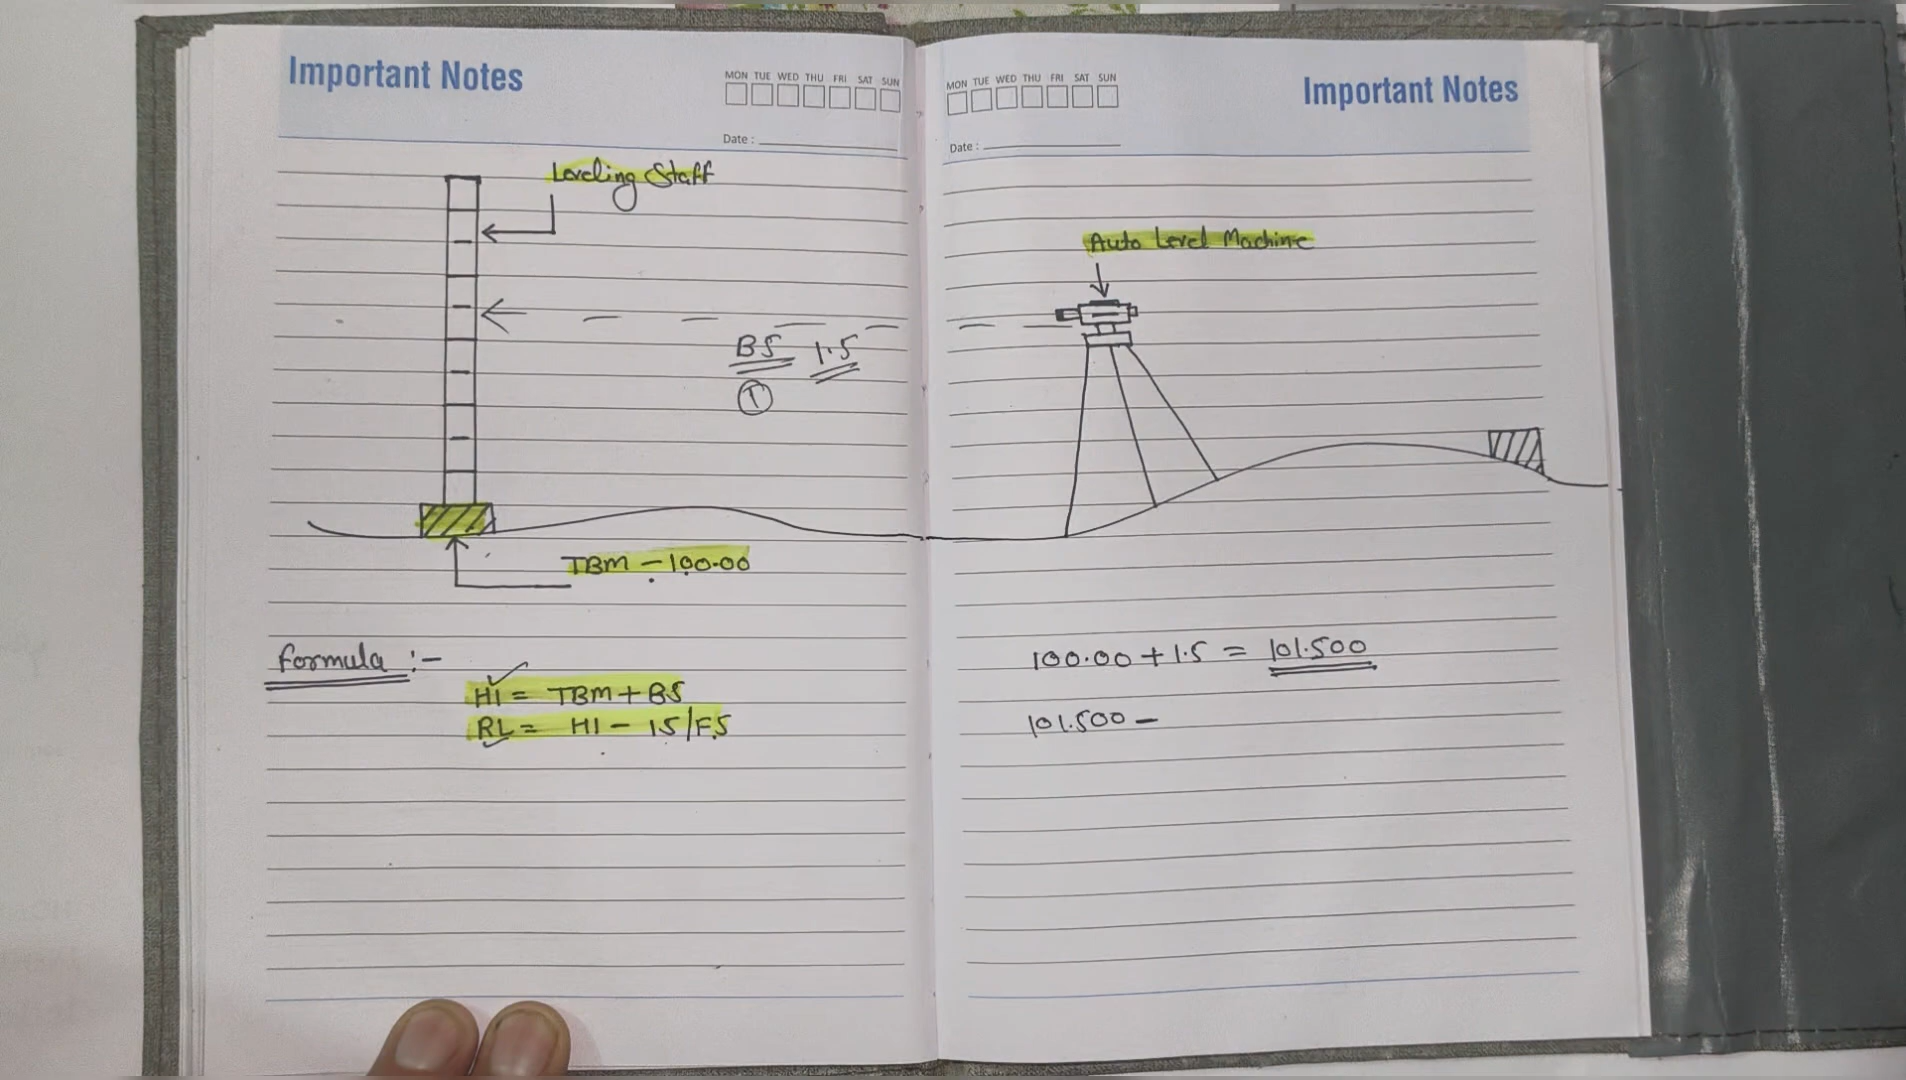 Important Notes
MON TUE WED THU FRI SAT SUN
Date :
Leveling Staff
BS 1.5
1
TBM - 100.00
Formula :-
HI = TBM + BS
RL = HI - IS/FS
MON TUE WED THU FRI SAT SUN
Important Notes
Date :
Auto Level Machine
100.00 + 1.5 = 101.500
101.500 -